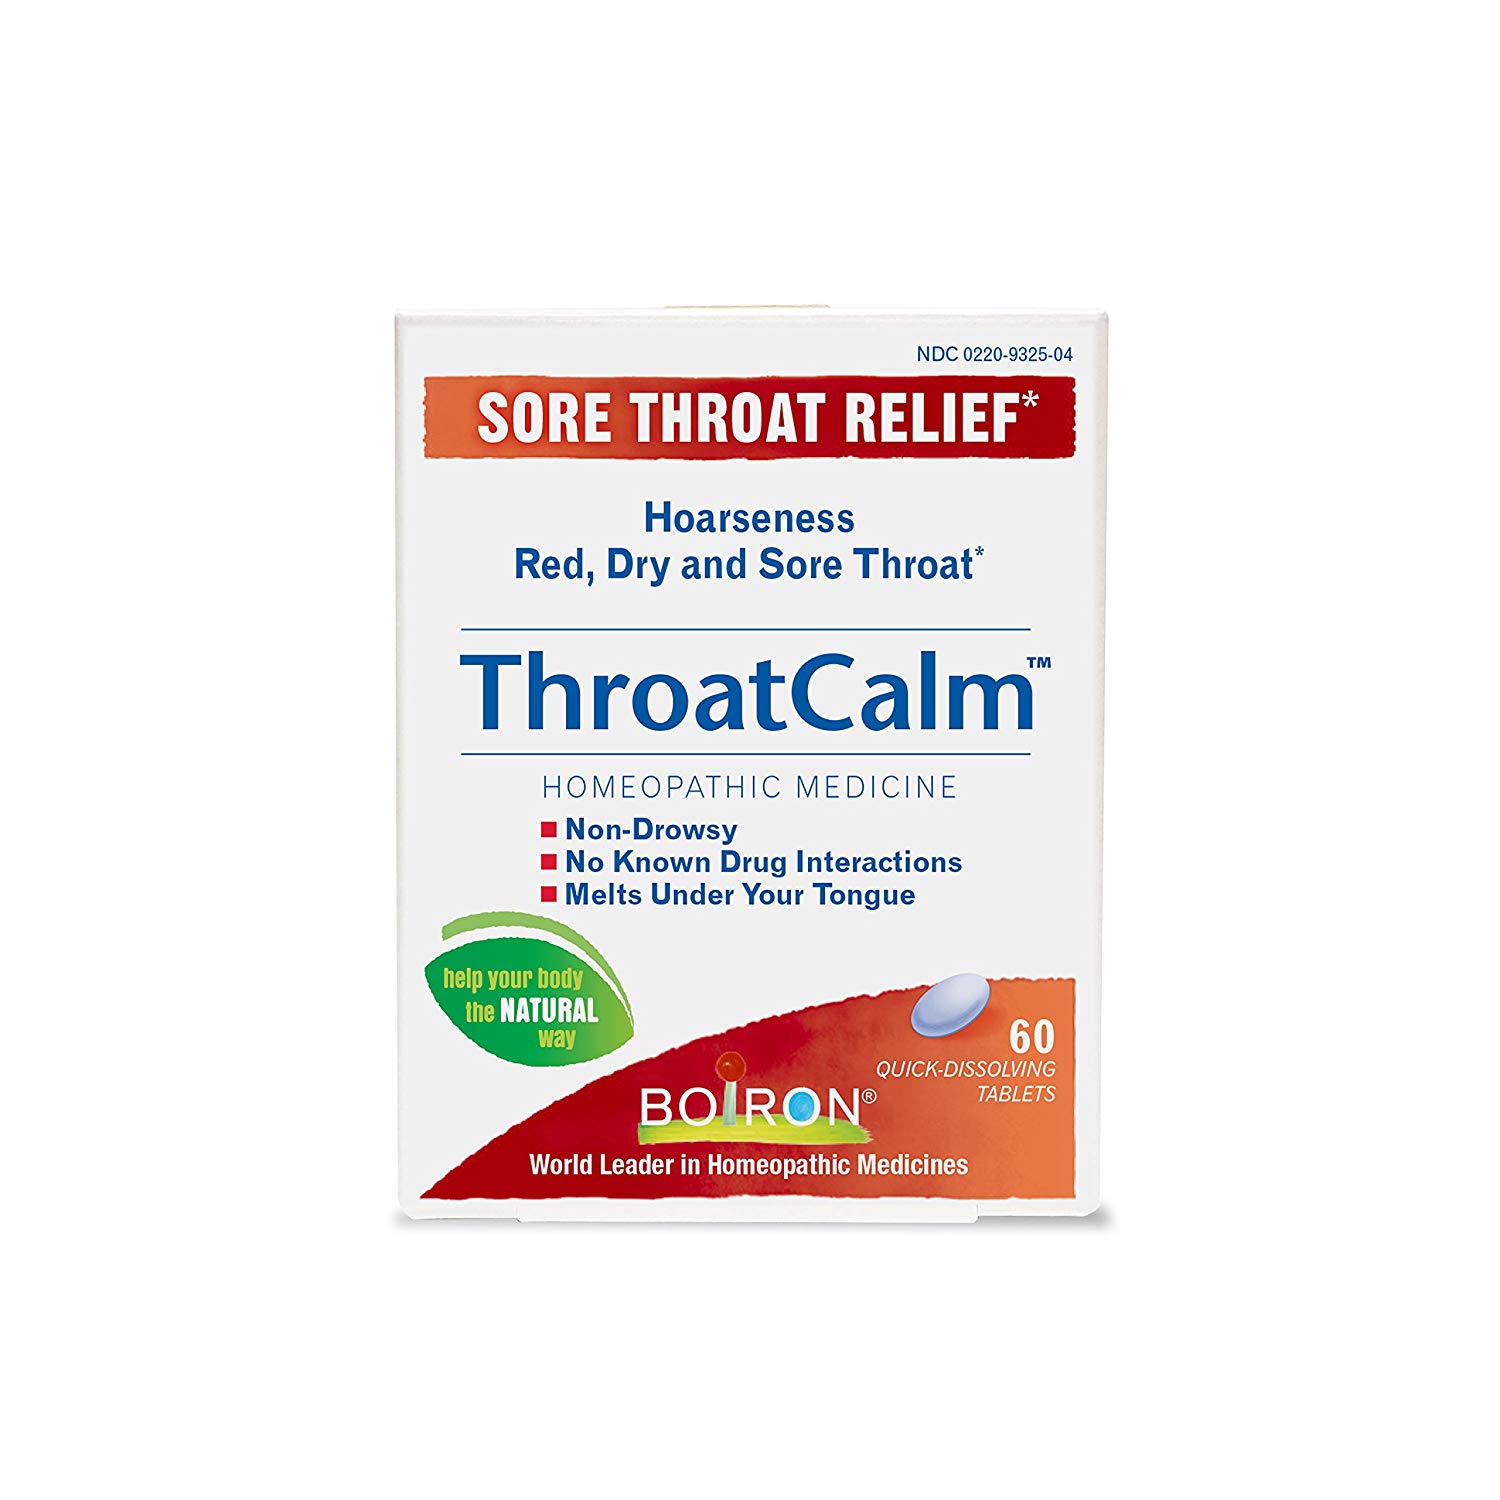 NDC 0220-9325-04
SORE THROAT RELIEF*
Hoarseness
Red, Dry and Sore Throat*
ThroatCalm™
HOMEOPATHIC MEDICINE
Non-Drowsy
No Known Drug Interactions
Melts Under Your Tongue
help your body
the NATURAL
way
60
QUICK-DISSOLVING
TABLETS
BOIRON®
World Leader in Homeopathic Medicines